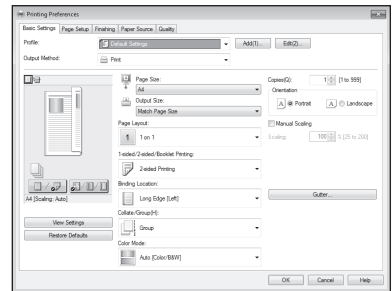 Printing Preferences
Basic Settings Page Setup Finishing Paper Source Quality
Profile: Default Settings Add(1)... Edit(2)...
Output Method: Print
Page Size:
A4
Output Size:
Match Page Size
Copies(Q): 1 [1 to 999]
Orientation
A Portrait A Landscape
Page Layout:
1 1 on 1
Manual Scaling
Scaling: 100 % [25 to 200]
1-sided/2-sided/Booklet Printing:
2-sided Printing
Binding Location:
Long Edge [Left]
Gutter...
A4 [Scaling: Auto]
View Settings
Restore Defaults
Collate/Group(H):
Group
Color Mode:
Auto [Color/B&W]
OK Cancel Help